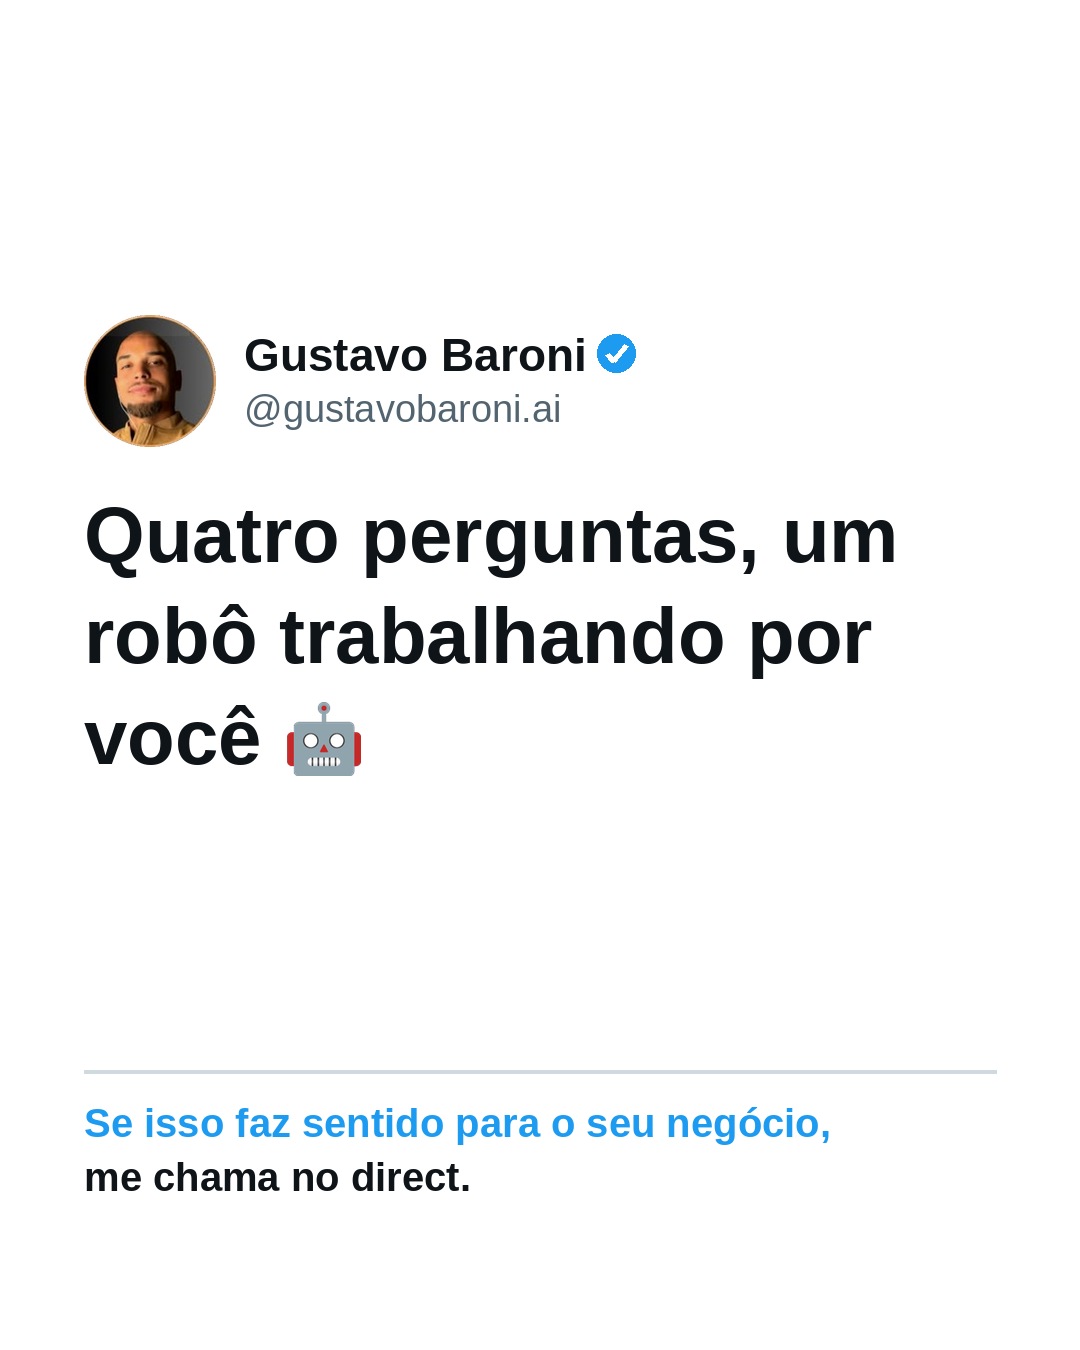 Gustavo Baroni
@gustavobaroni.ai
Quatro perguntas, um
robô trabalhando por
você 🤖
Se isso faz sentido para o seu negócio,
me chama no direct.